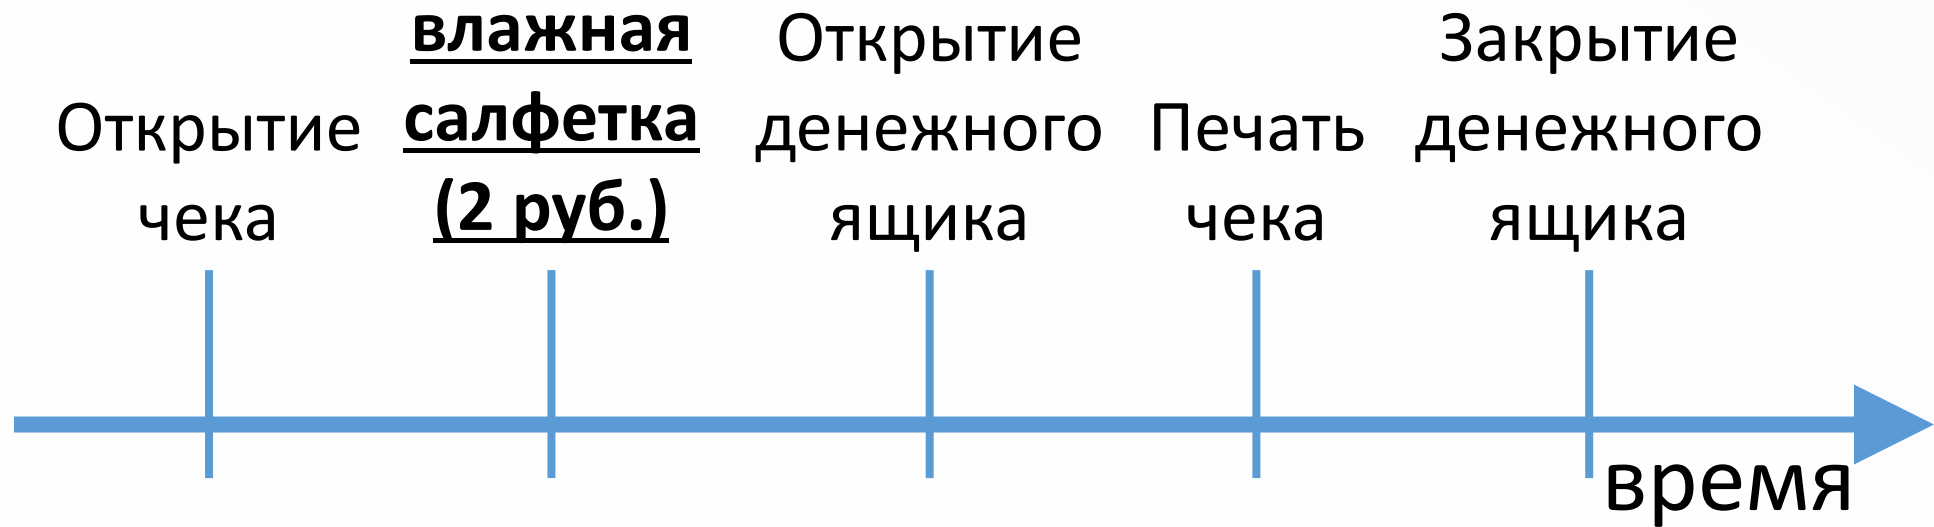 Открытие
чека
влажная
салфетка
(2 руб.)
Открытие
денежного
ящика
Печать
чека
Закрытие
денежного
ящика
время